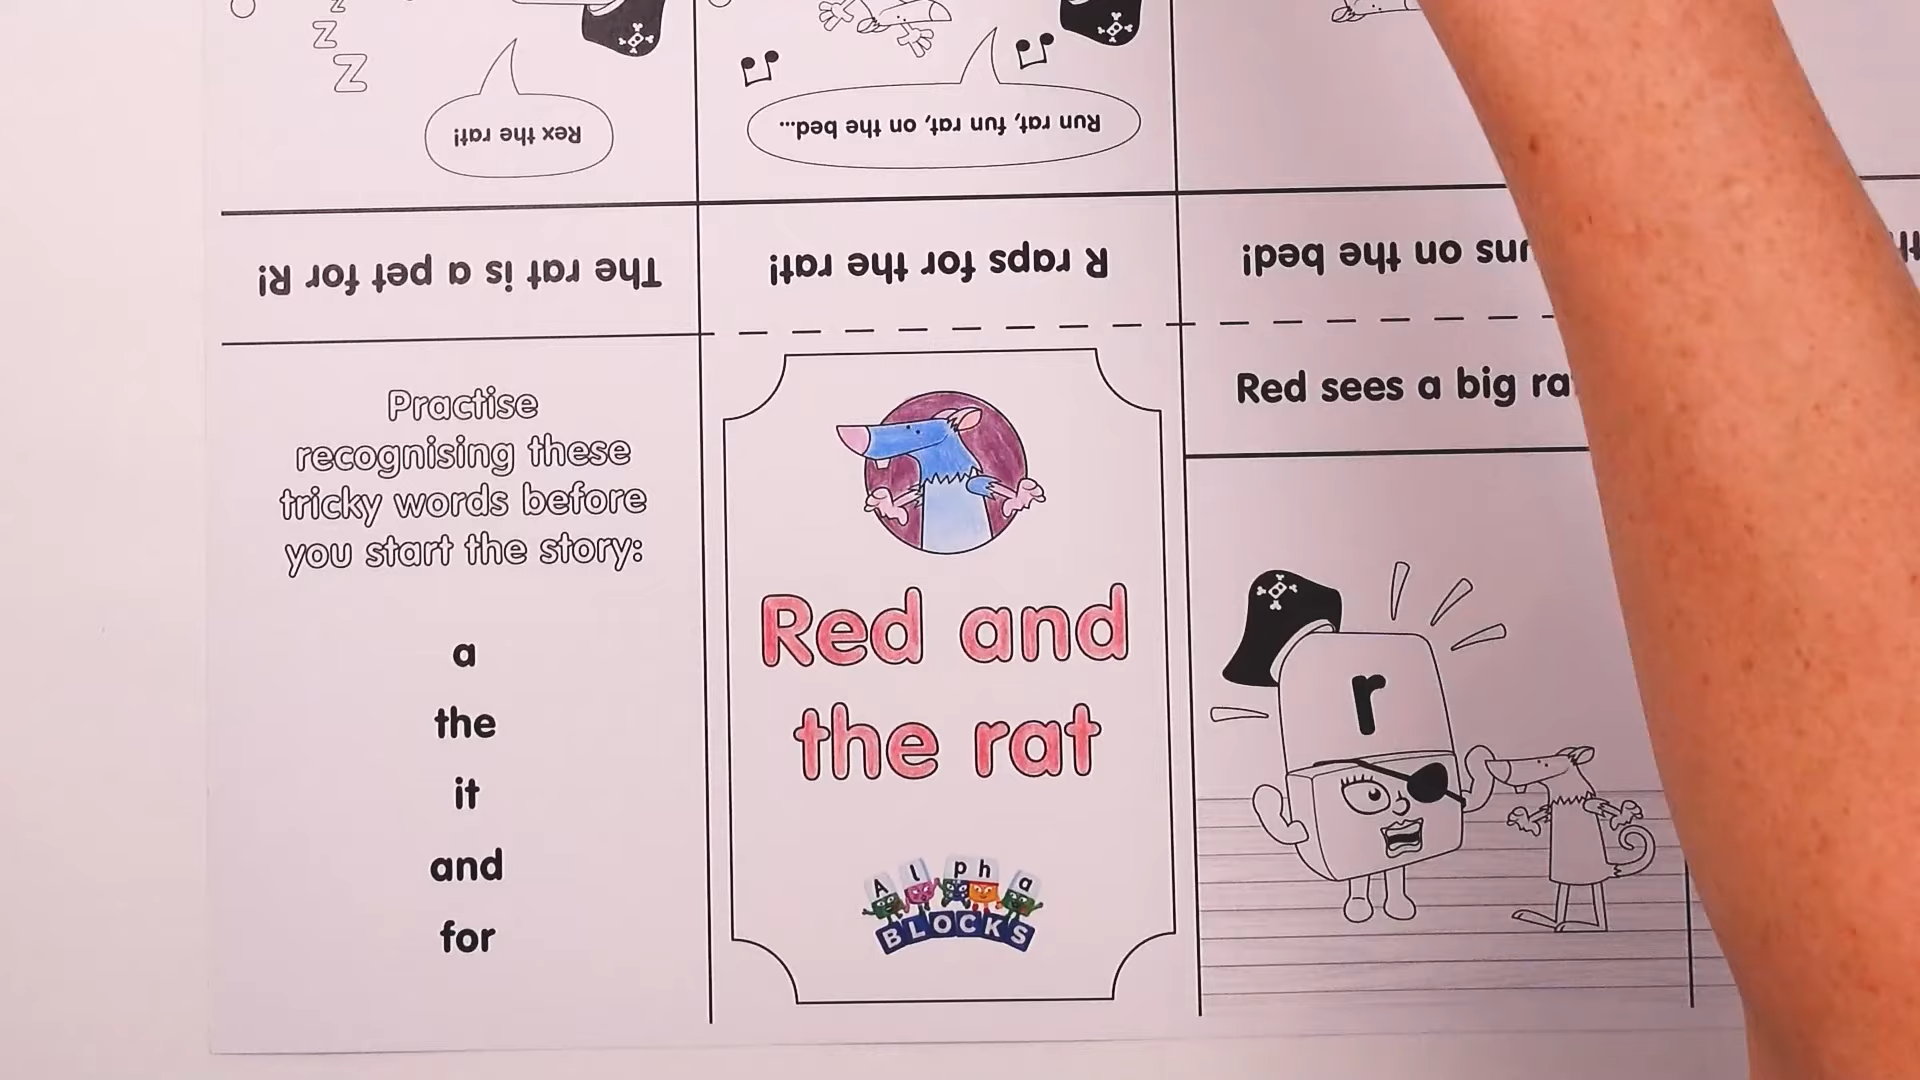 z
z
Z
Rex the rat!
Run rat, fun rat, on the bed...
The rat is a pet for R!
R raps for the rat!
on the bed!
Practise
recognising these
tricky words before
you start the story:
a
the
it
and
for
Red and
the rat
Alpha
BLOCKS
Red sees a big
r